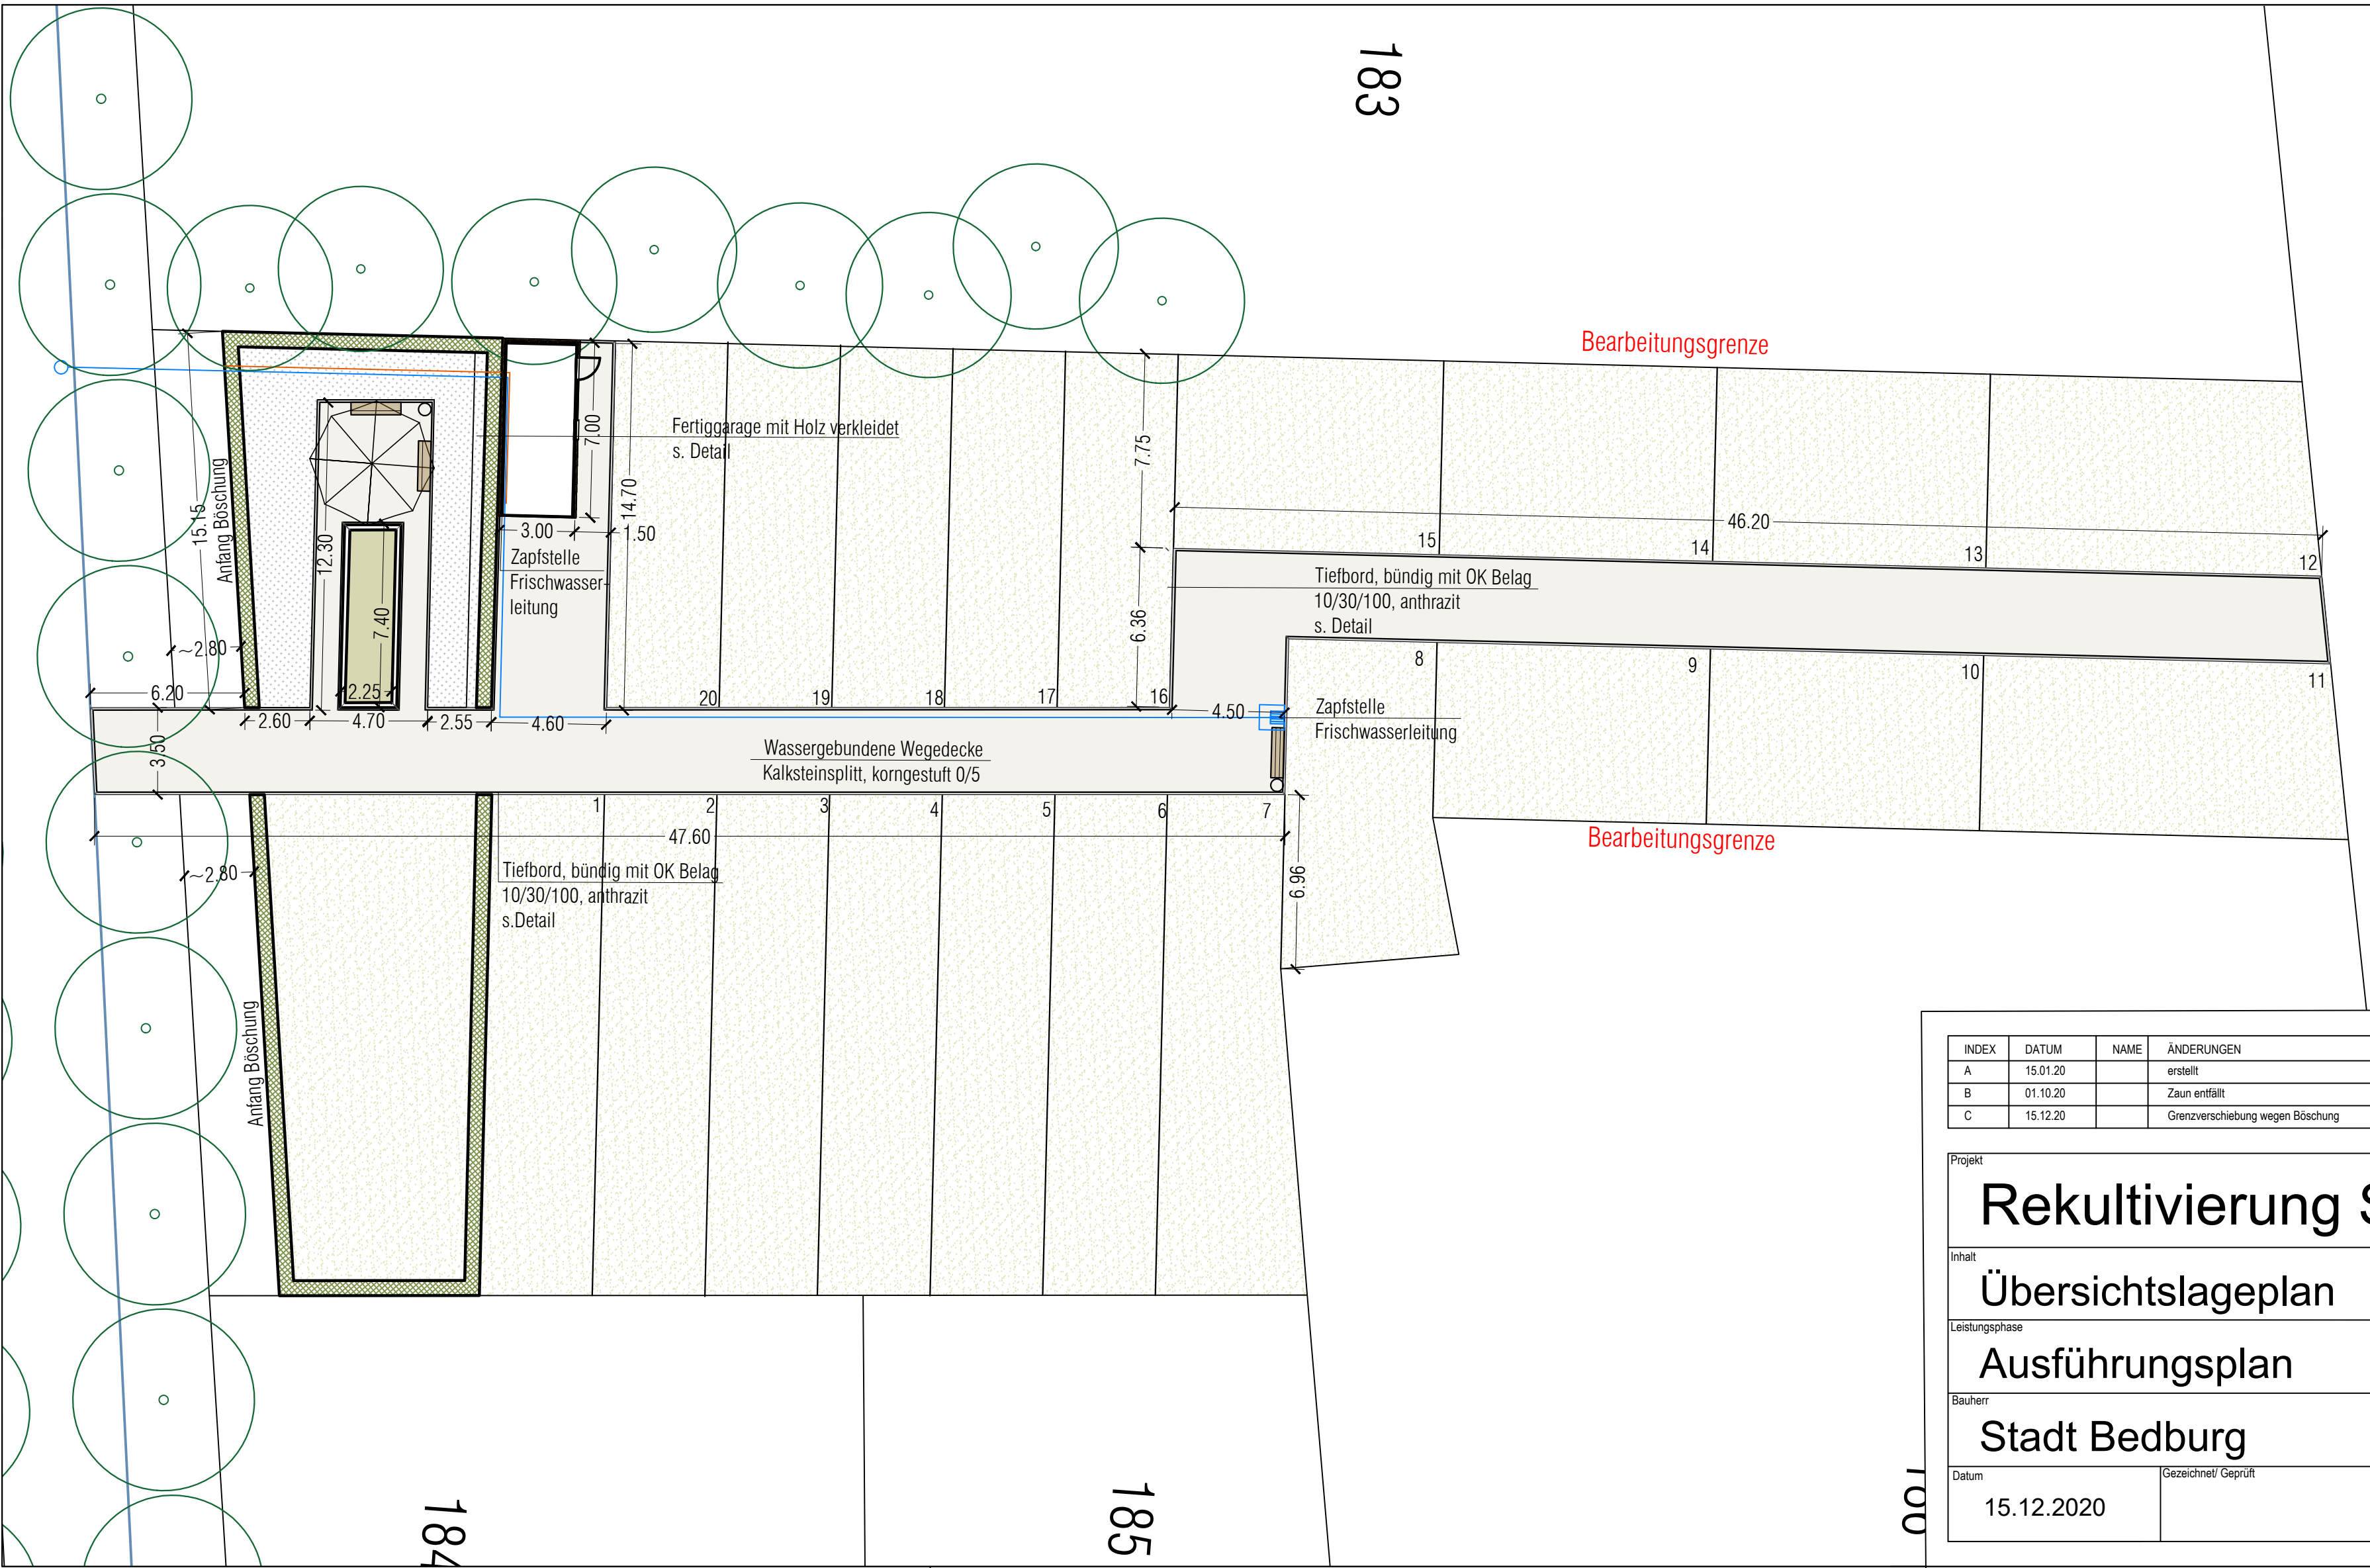 183
Bearbeitungsgrenze
Fertiggarage mit Holz verkleidet
s. Detail
7.00
7.75
14.70
15.15
Anfang Böschung
12.30
3.00
1.50
46.20
Zapfstelle
Frischwasser-
leitung
15
14
13
12
Tiefbord, bündig mit OK Belag
10/30/100, anthrazit
s. Detail
7.40
6.36
~2.80
8
9
10
11
6.20
2.25
20
19
18
17
16
2.60
4.70
2.55
4.60
4.50
Zapfstelle
Frischwasserleitung
3.50
Wassergebundene Wegedecke
Kalksteinsplitt, korngestuft 0/5
1
2
3
4
5
6
7
47.60
Bearbeitungsgrenze
~2.80
Tiefbord, bündig mit OK Belag
10/30/100, anthrazit
s.Detail
6.96
Anfang Böschung
INDEX DATUM NAME ÄNDERUNGEN
A 15.01.20 erstellt
B 01.10.20 Zaun entfällt
C 15.12.20 Grenzverschiebung wegen Böschung
Projekt
Rekultivierung S
Inhalt
Übersichtslageplan
Leistungsphase
Ausführungsplan
Bauherr
Stadt Bedburg
Datum Gezeichnet/ Geprüft
15.12.2020
184
185